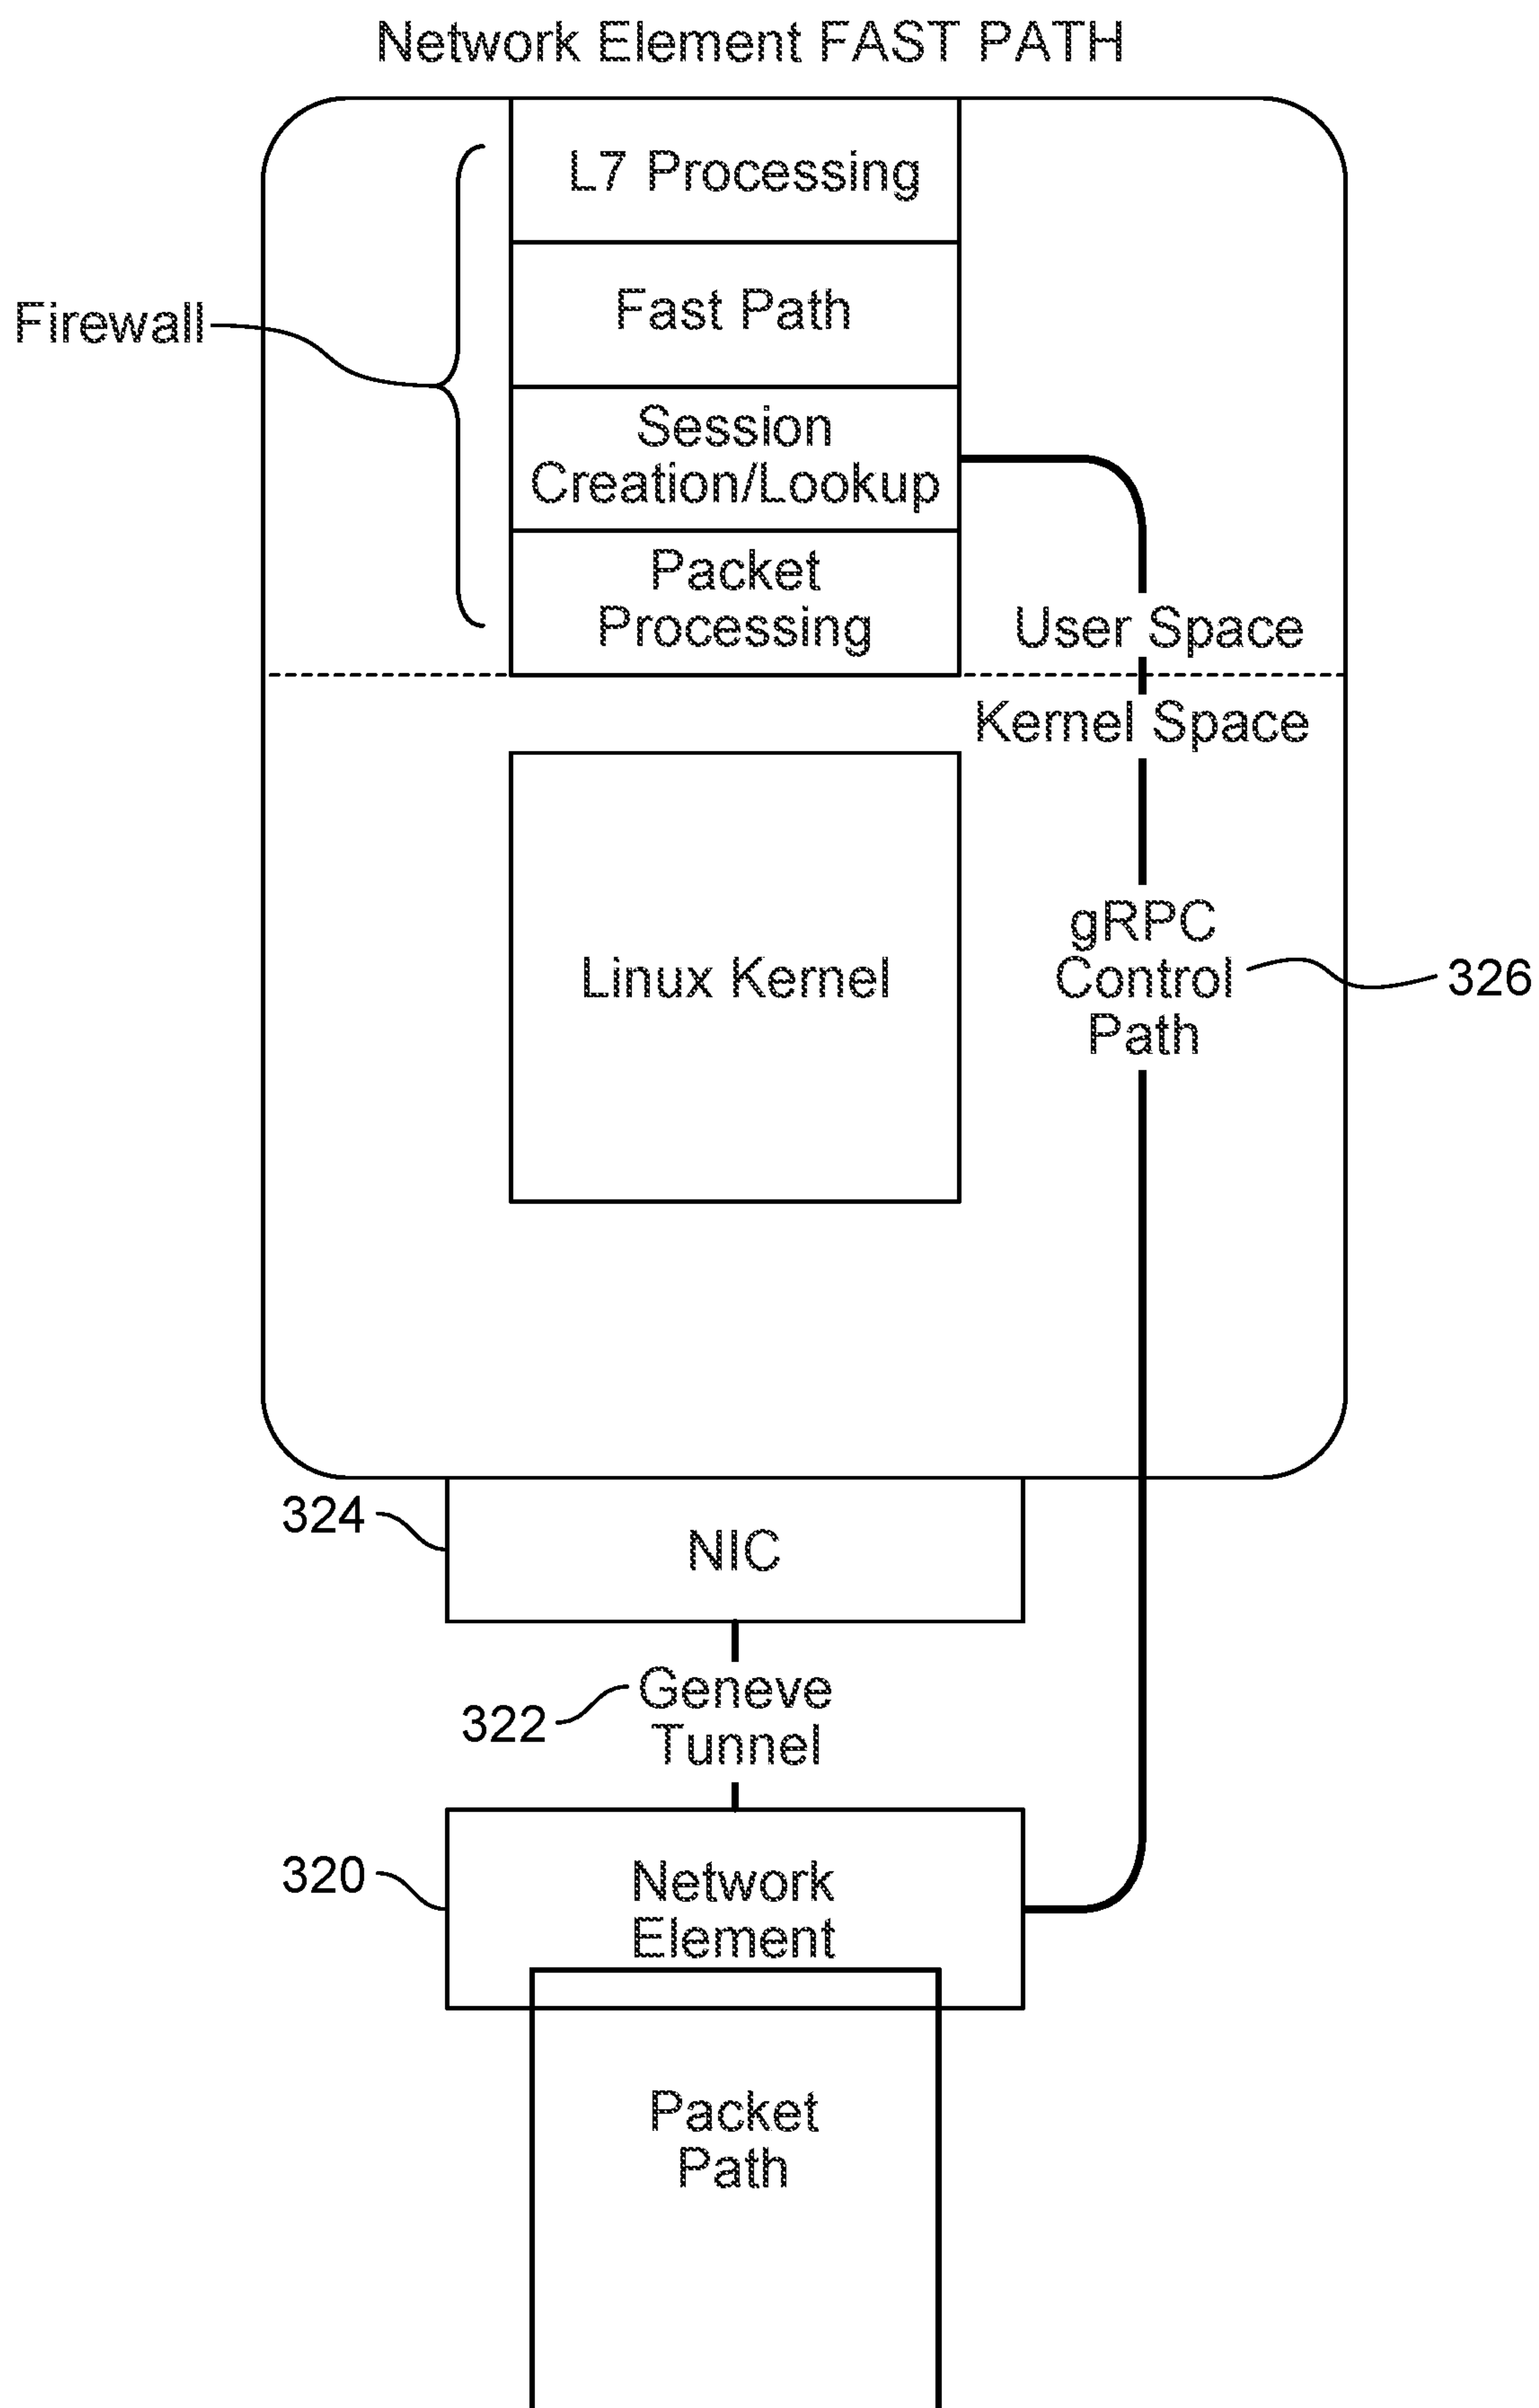 Network Element FAST PATH
L7 Processing
Fast Path
Firewall
Session
Creation/Lookup
Packet
Processing
User Space
Kernel Space
Linux Kernel
gRPC
Control
Path
326
324
NIC
322
Geneve
Tunnel
320
Network
Element
Packet
Path